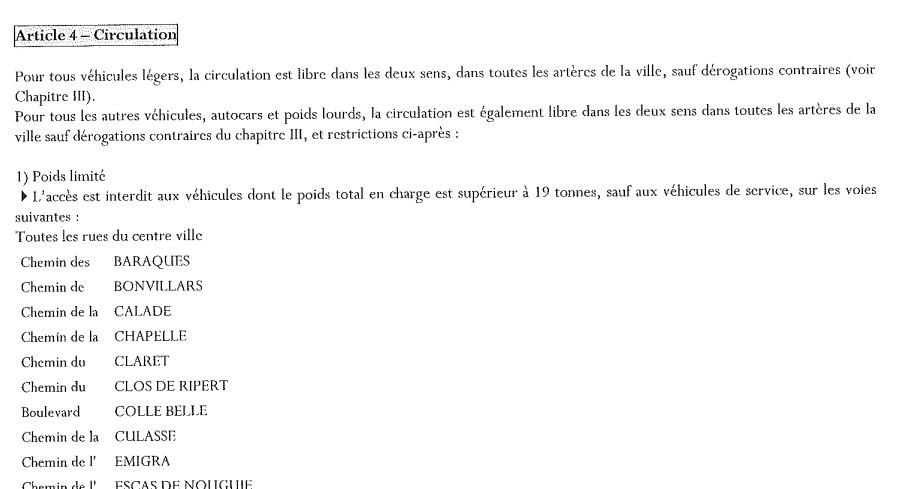 Article 4 – Circulation
Pour tous véhicules légers, la circulation est libre dans les deux sens, dans toutes les artères de la ville, sauf dérogations contraires (voir
Chapitre III).
Pour tous les autres véhicules, autocars et poids lourds, la circulation est également libre dans les deux sens dans toutes les artères de la
ville sauf dérogations contraires du chapitre III, et restrictions ci-après :
1) Poids limité
L'accès est interdit aux véhicules dont le poids total en charge est supérieur à 19 tonnes, sauf aux véhicules de service, sur les voies
suivantes :
Toutes les rues du centre ville
Chemin des BARAQUES
Chemin de BONVILLARS
Chemin de la CALADE
Chemin de la CHAPELLE
Chemin du CLARET
Chemin du CLOS DE RIPERT
Boulevard COLLE BELLE
Chemin de la CULASSE
Chemin de l' EMIGRA
Chemin de l' ESCAS DE NOUGUIE